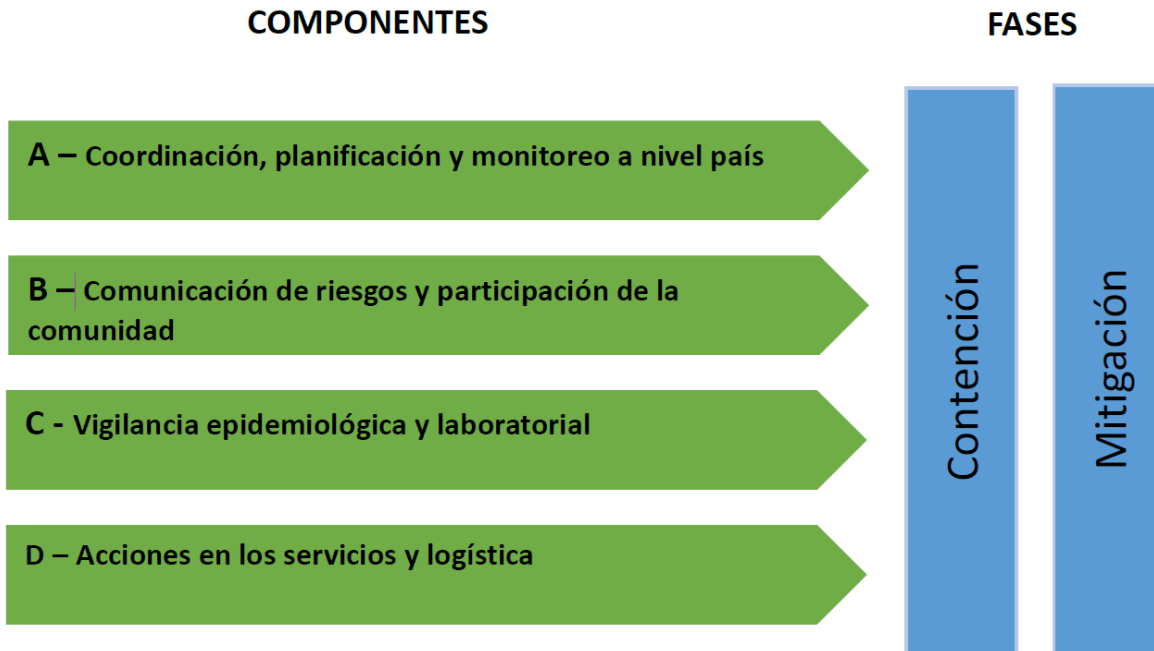 COMPONENTES
FASES
A – Coordinación, planificación y monitoreo a nivel país
B – Comunicación de riesgos y participación de la
comunidad
C - Vigilancia epidemiológica y laboratorial
D – Acciones en los servicios y logística
Contención
Mitigación